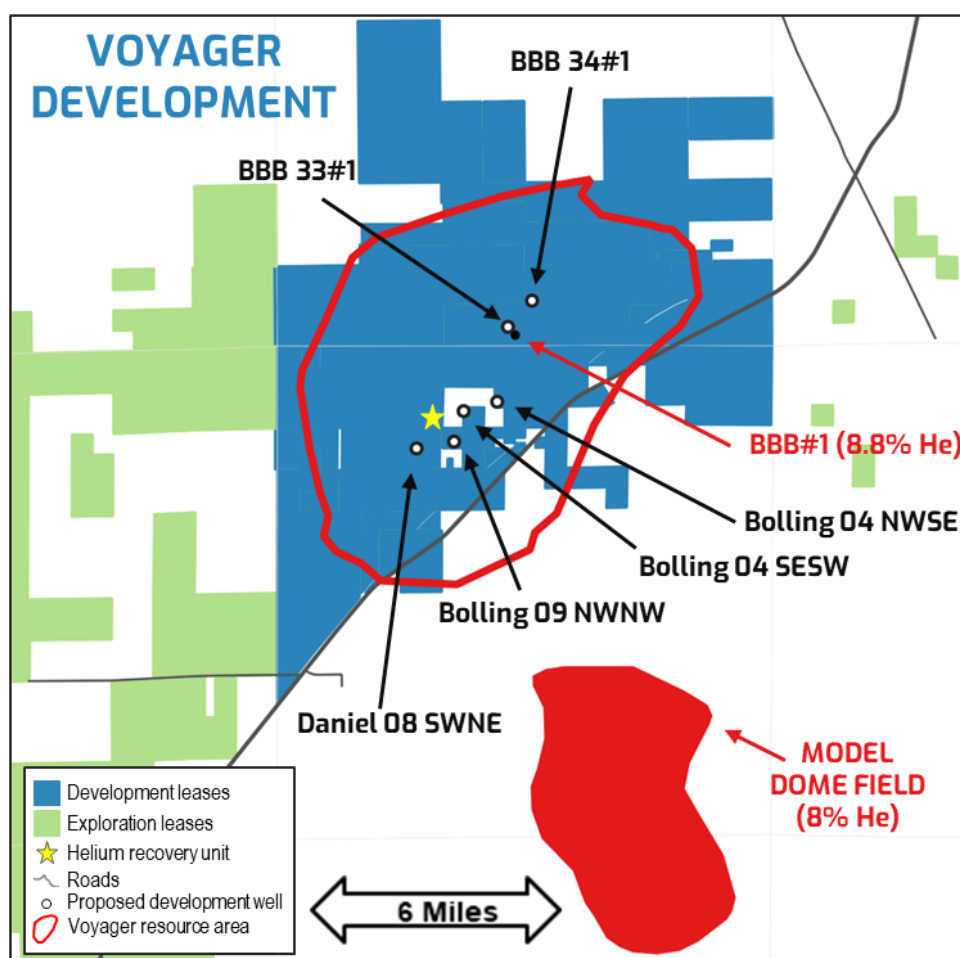 VOYAGER
DEVELOPMENT
BBB 34#1
BBB 33#1
BBB#1 (8.8% He)
Bolling 04 NWSE
Bolling 04 SESW
Bolling 09 NWNW
Daniel 08 SWNE
MODEL
DOME FIELD
(8% He)
Development leases
Exploration leases
Helium recovery unit
Roads
Proposed development well
Voyager resource area
6 Miles